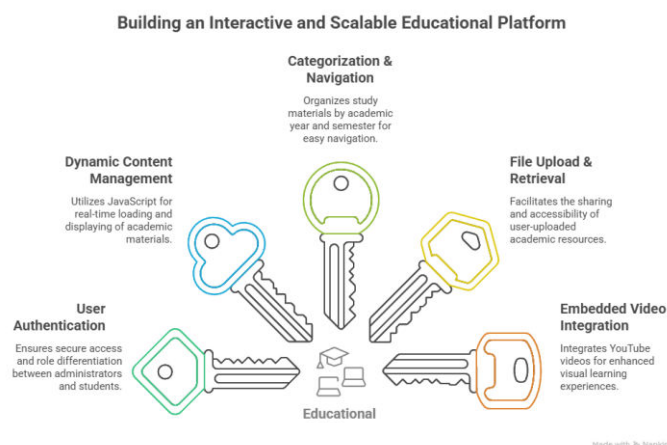 Building an Interactive and Scalable Educational Platform
Categorization &
Navigation
Organizes study
materials by academic
year and semester for
easy navigation.
Dynamic Content
Management
Utilizes JavaScript for
real-time loading and
displaying of academic
materials.
File Upload &
Retrieval
Facilitates the sharing
and accessibility of
user-uploaded
academic resources.
User
Authentication
Ensures secure access
and role differentiation
between administrators
and students.
Embedded Video
Integration
Integrates YouTube
videos for enhanced
visual learning
experiences.
Educational
Made with